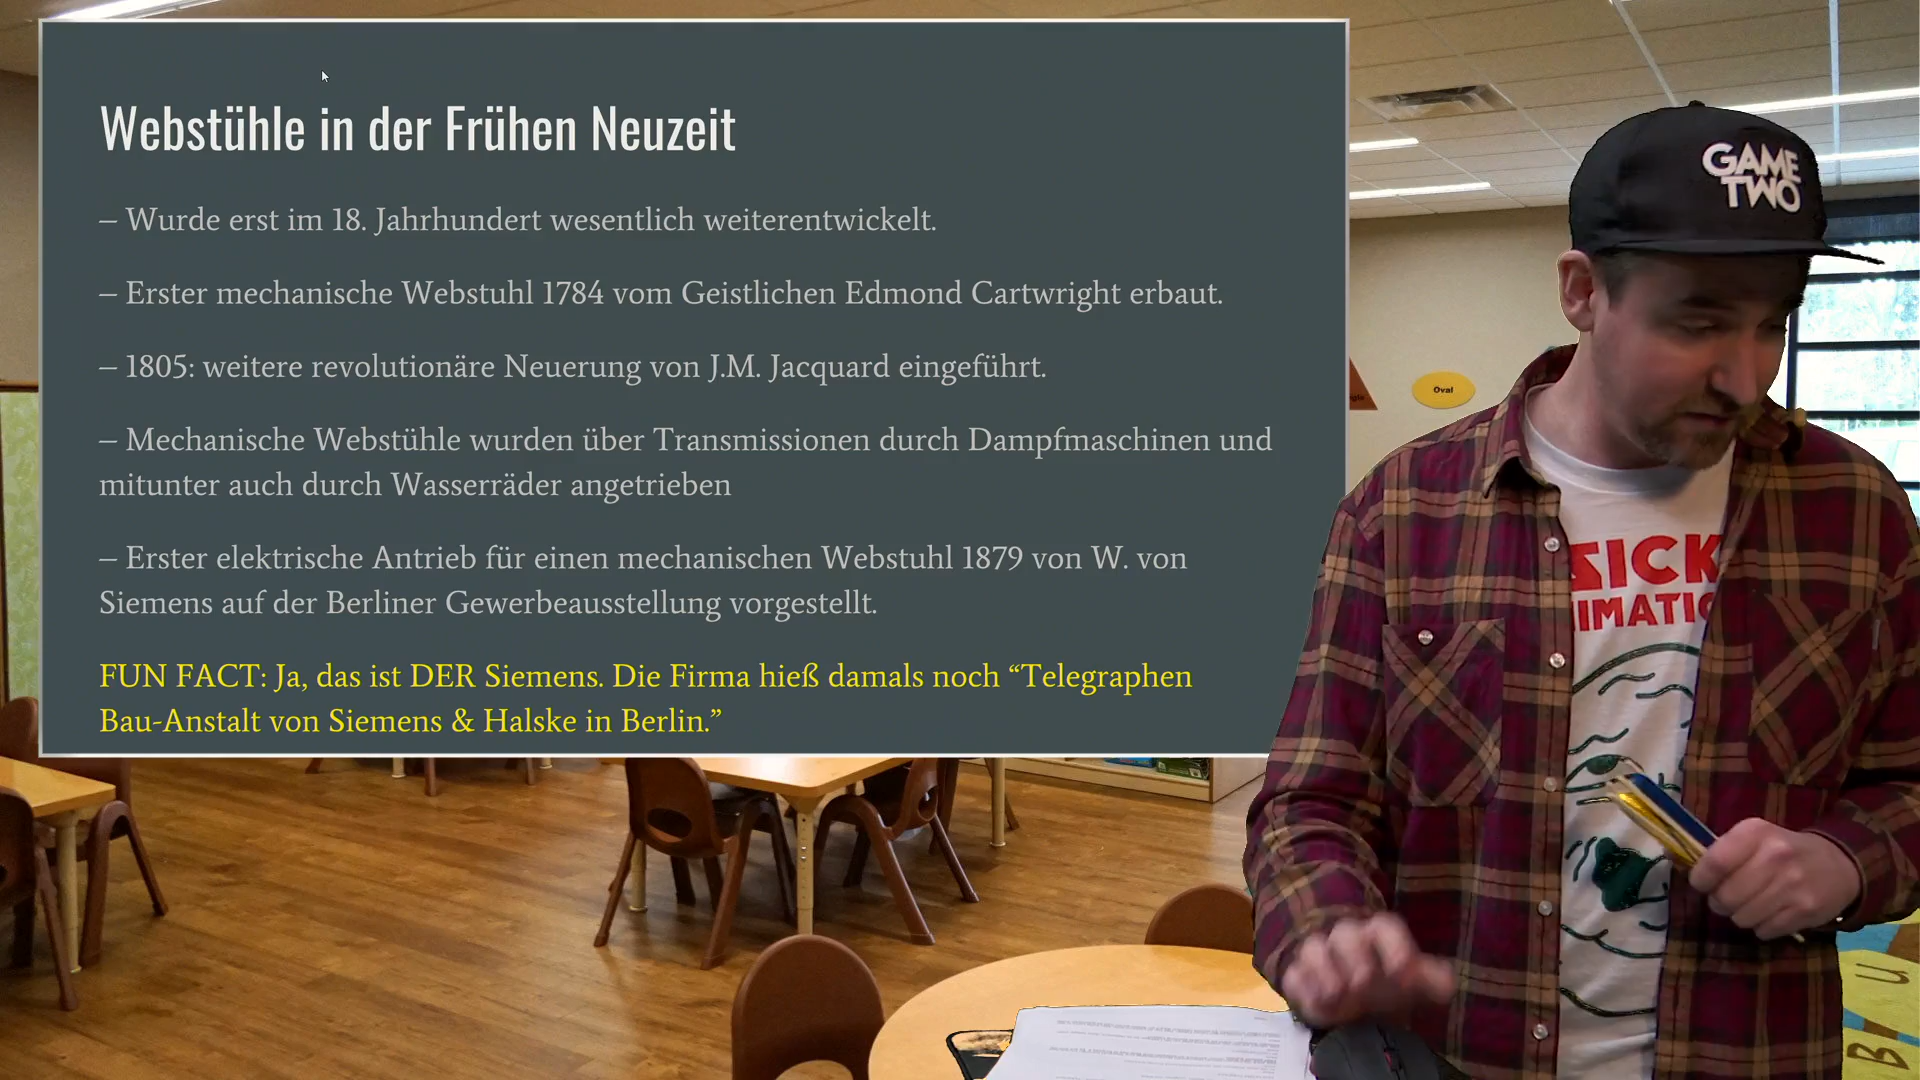 Webstühle in der Frühen Neuzeit
– Wurde erst im 18. Jahrhundert wesentlich weiterentwickelt.
– Erster mechanische Webstuhl 1784 vom Geistlichen Edmond Cartwright erbaut.
– 1805: weitere revolutionäre Neuerung von J.M. Jacquard eingeführt.
– Mechanische Webstühle wurden über Transmissionen durch Dampfmaschinen und
mitunter auch durch Wasserräder angetrieben
– Erster elektrische Antrieb für einen mechanischen Webstuhl 1879 von W. von
Siemens auf der Berliner Gewerbeausstellung vorgestellt.
FUN FACT: Ja, das ist DER Siemens. Die Firma hieß damals noch “Telegraphen
Bau-Anstalt von Siemens & Halske in Berlin.”
GAME
TWO
Oval
SICK
U
B